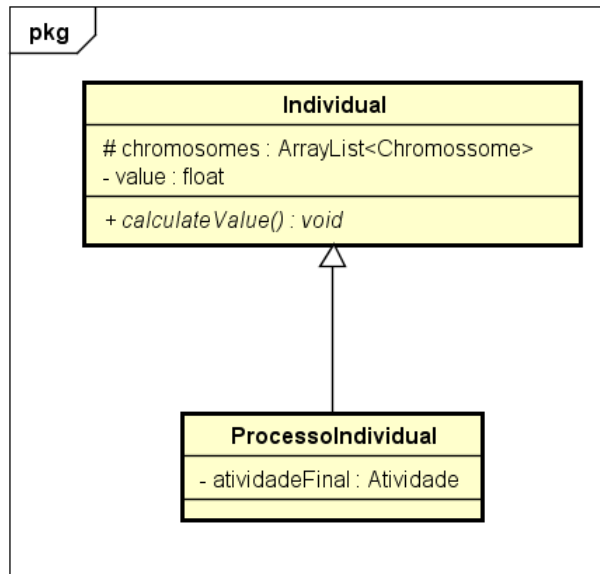 pkg
Individual
# chromosomes : ArrayList<Chromossome>
- value : float
+ calculateValue() : void
ProcessoIndividual
- atividadeFinal : Atividade